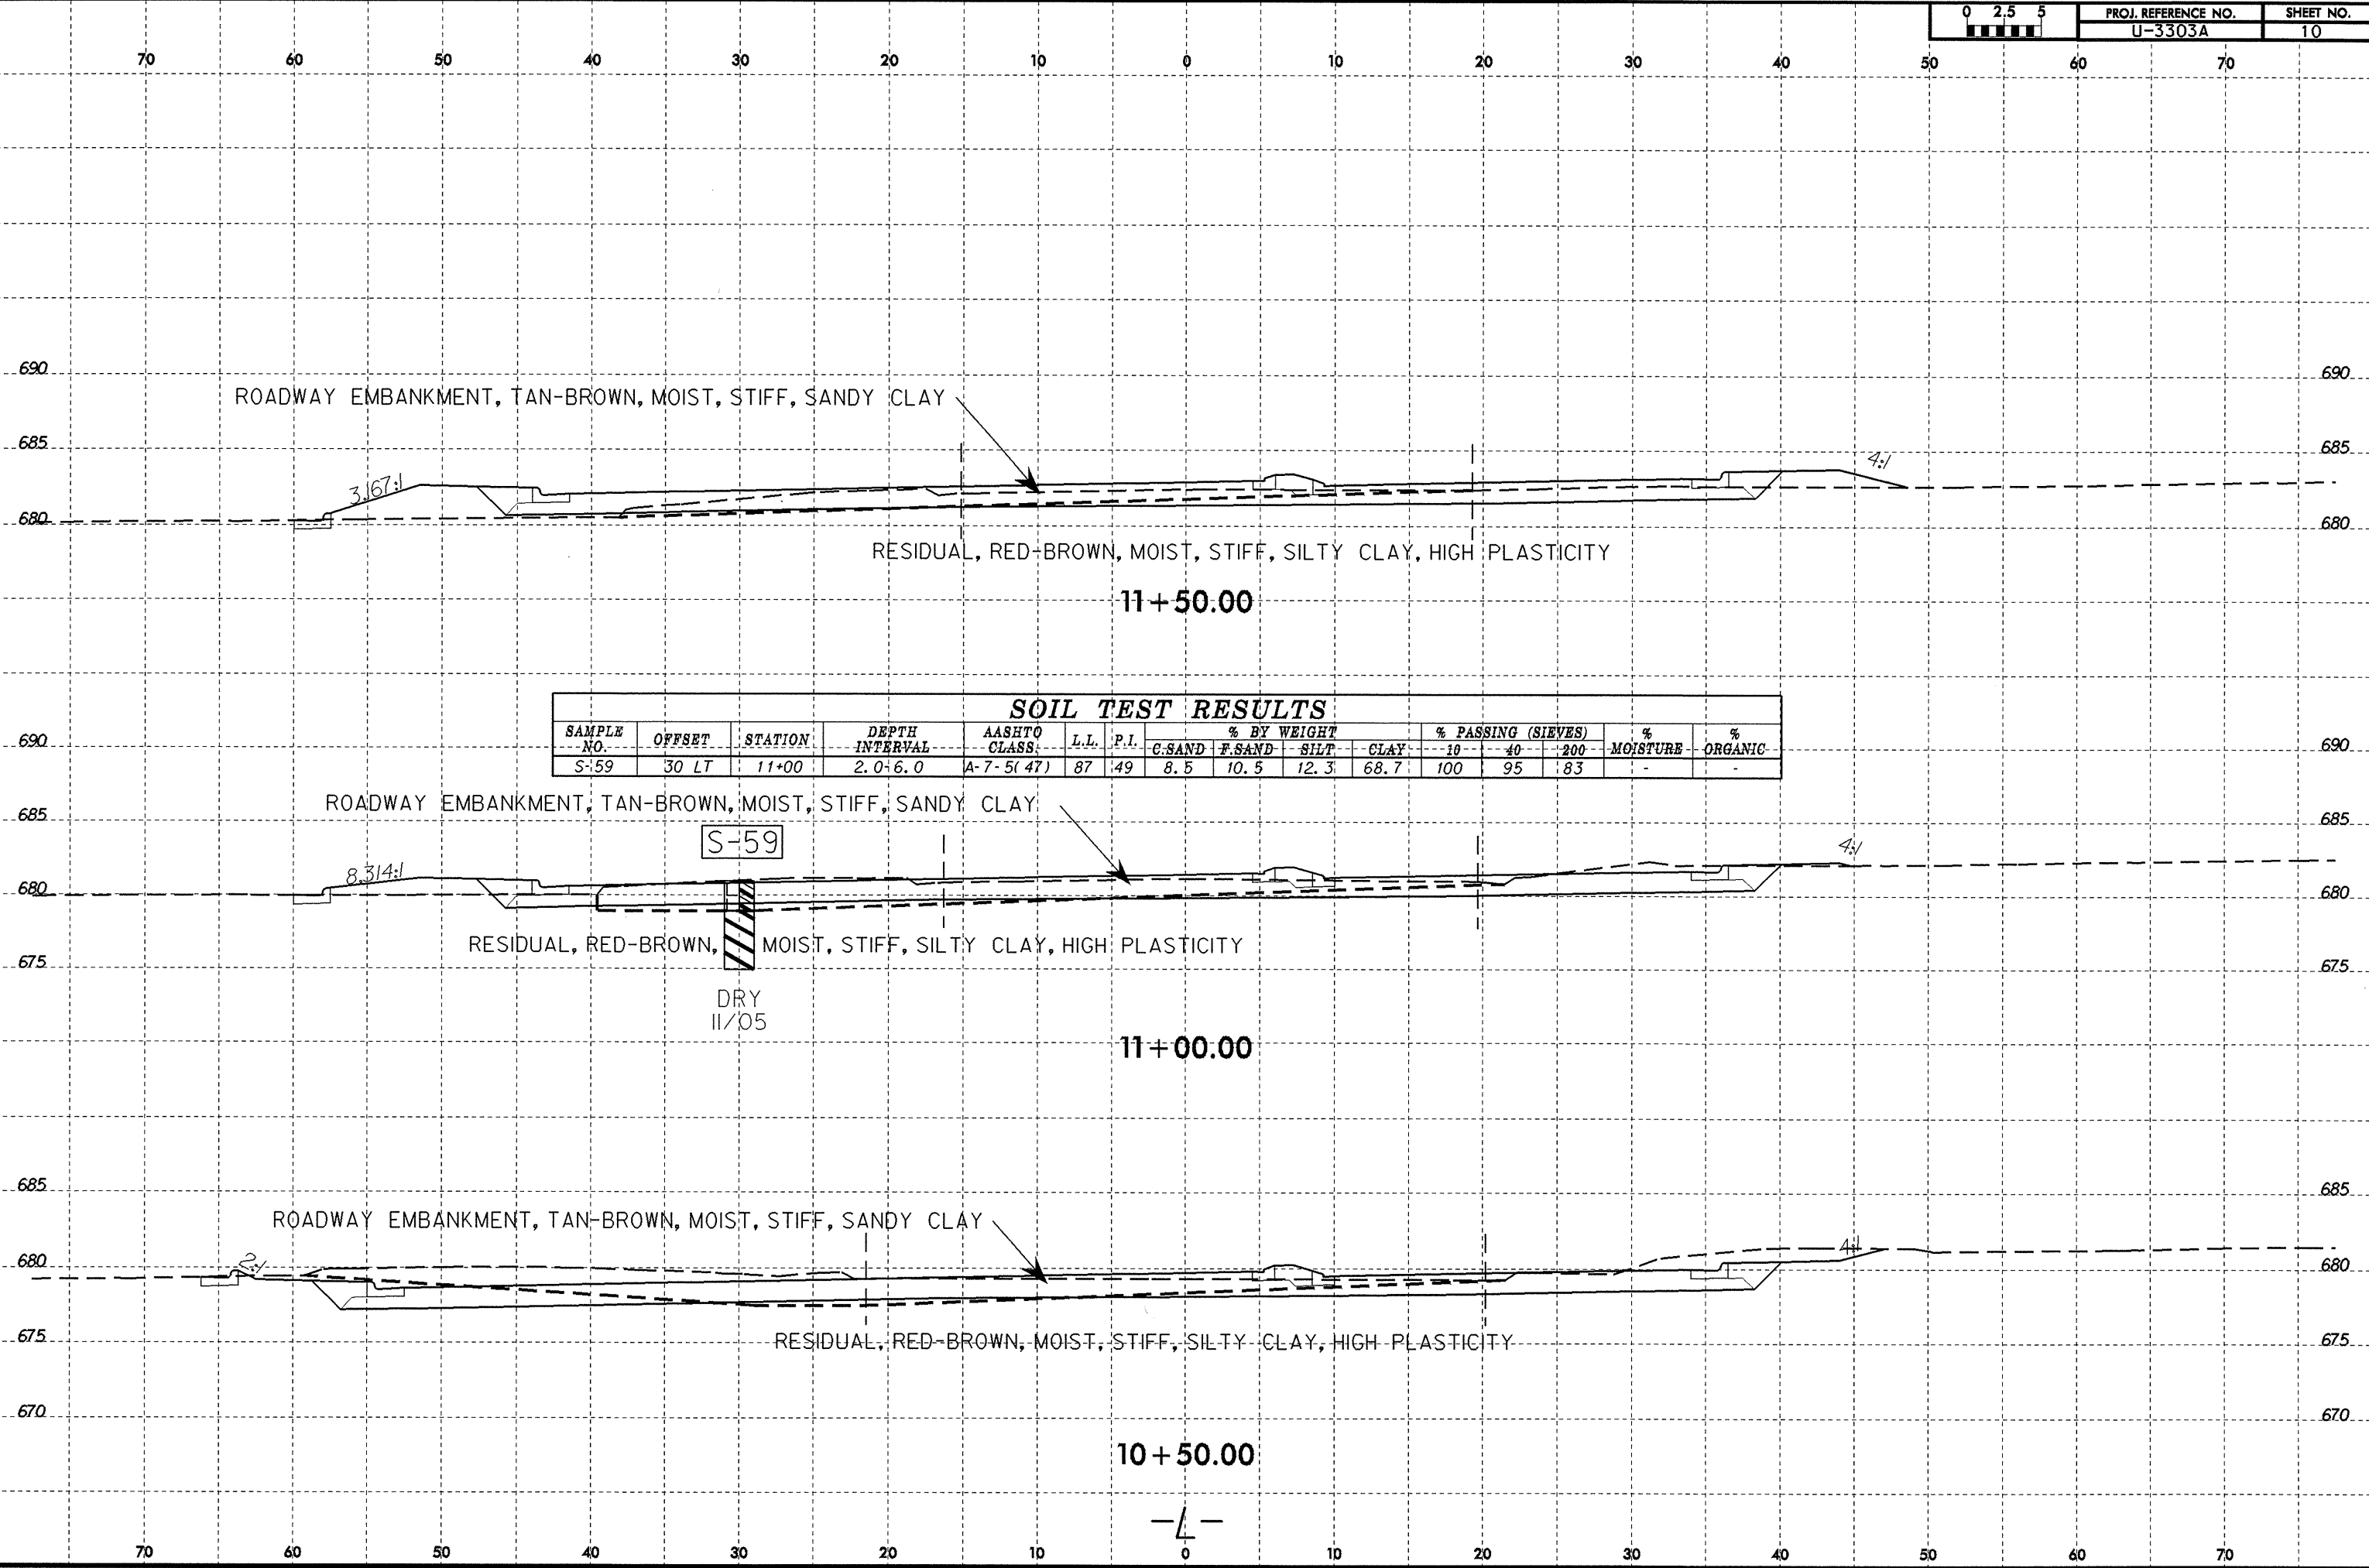 0 2.5 5 PROJ. REFERENCE NO. SHEET NO.
U-3303A 10
70 60 50 40 30 20 10 0 10 20 30 40 50 60 70
690 690
ROADWAY EMBANKMENT, TAN-BROWN, MOIST, STIFF, SANDY CLAY
685 685
3.167:1 4:1
680 680
RESIDUAL, RED-BROWN, MOIST, STIFF, SILTY CLAY, HIGH PLASTICITY
11+50.00
SOIL TEST RESULTS
SAMPLE NO. OFFSET STATION DEPTH INTERVAL AASHTO CLASS. L.L. P.I. % BY WEIGHT % PASSING (SIEVES) % MOISTURE % ORGANIC
C.SAND F.SAND SILT CLAY 10 40 200
S-59 30 LT 11+00 2.0-6.0 A-7-5(47) 87 49 8.5 10.5 12.3 68.7 100 95 83 - -
690 690
ROADWAY EMBANKMENT, TAN-BROWN, MOIST, STIFF, SANDY CLAY
685 685
S-59
8.314:1 4:1
680 680
RESIDUAL, RED-BROWN, MOIST, STIFF, SILTY CLAY, HIGH PLASTICITY
675 675
DRY
11/05
11+00.00
685 685
ROADWAY EMBANKMENT, TAN-BROWN, MOIST, STIFF, SANDY CLAY
680 2:1 4:1 680
675 675
RESIDUAL, RED-BROWN, MOIST, STIFF, SILTY CLAY, HIGH PLASTICITY
670 670
10+50.00
-L-
70 60 50 40 30 20 10 0 10 20 30 40 50 60 70